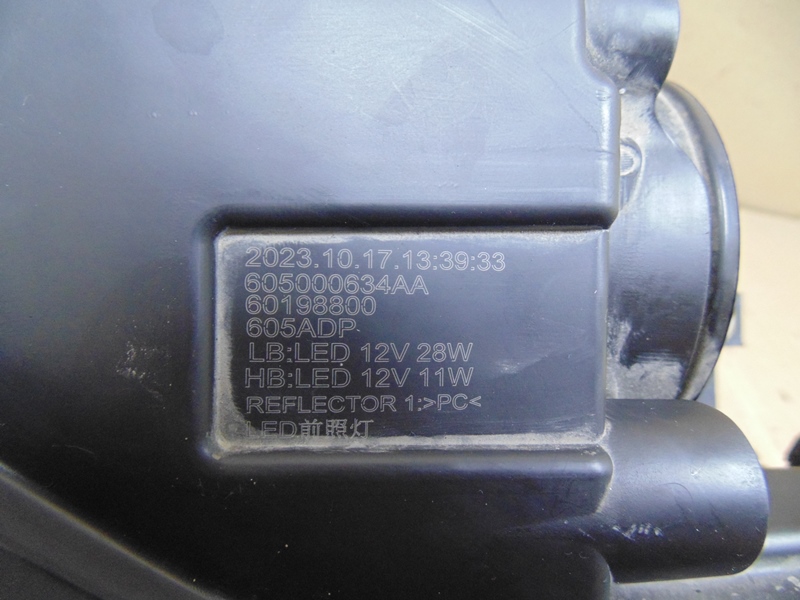 2023.10.17.13:39:33
605000634AA
60198800
605ADP
LB:LED 12V 28W
HB:LED 12V 11W
REFLECTOR 1:>PC<
LED前照灯